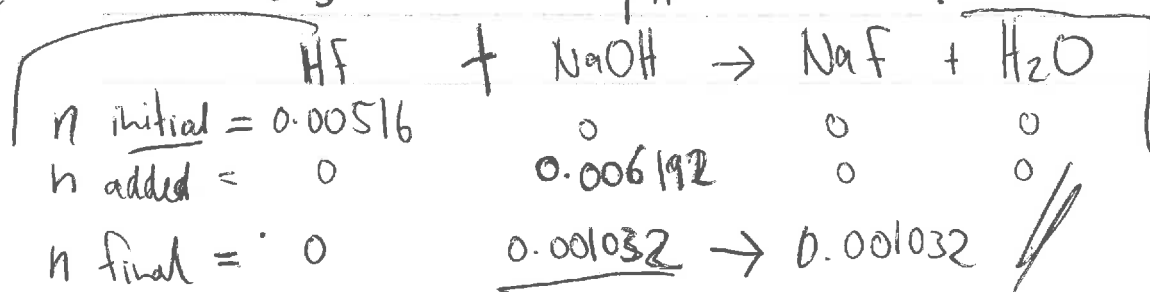 HF + NaOH → NaF + H₂O
n initial = 0.00516 0 0 0
n added = 0 0.006192 0 0
n final = 0 0.001032 → 0.001032